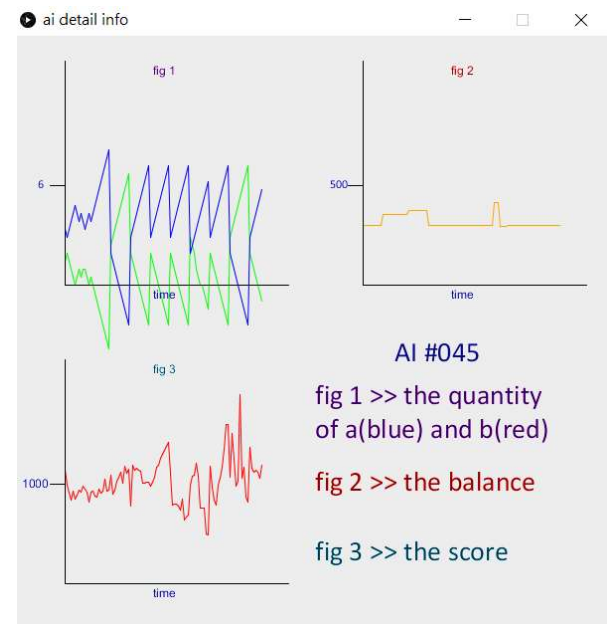 ai detail info
fig 1
6
time
fig 2
500
time
fig 3
1000
time
AI #045
fig 1 >> the quantity
of a(blue) and b(red)
fig 2 >> the balance
fig 3 >> the score